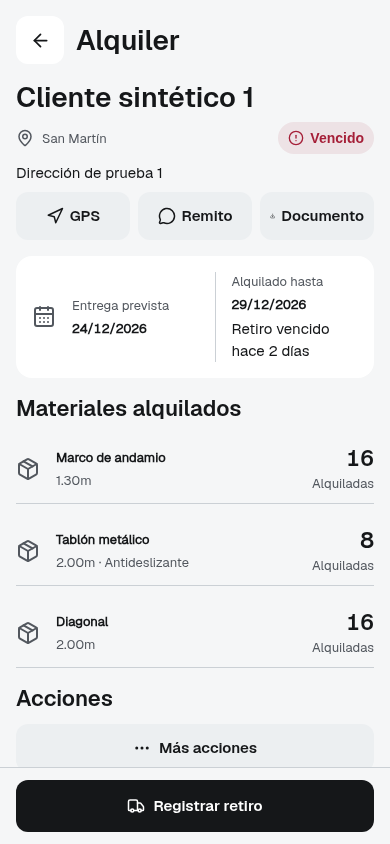 Alquiler
Cliente sintético 1
San Martín
Vencido
Dirección de prueba 1
GPS
Remito
Documento
Entrega prevista
24/12/2026
Alquilado hasta
29/12/2026
Retiro vencido
hace 2 días
Materiales alquilados
Marco de andamio
1.30m
16
Alquiladas
Tablón metálico
2.00m · Antideslizante
8
Alquiladas
Diagonal
2.00m
16
Alquiladas
Acciones
Más acciones
Registrar retiro